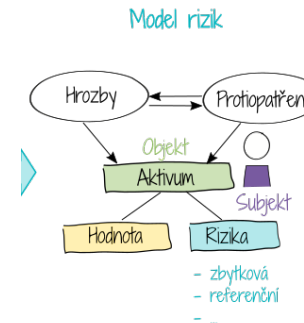 Model rizik
Hrozby
Protiopatřen
Objekt
Aktivum
Subjekt
Hodnota
Rizika
- zbytková
- referenční
- _